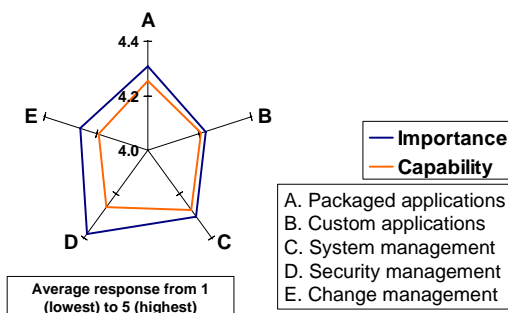 A
4.4
4.2
E
B
4.0
Importance
Capability
A. Packaged applications
B. Custom applications
C. System management
D. Security management
E. Change management
D
C
Average response from 1
(lowest) to 5 (highest)